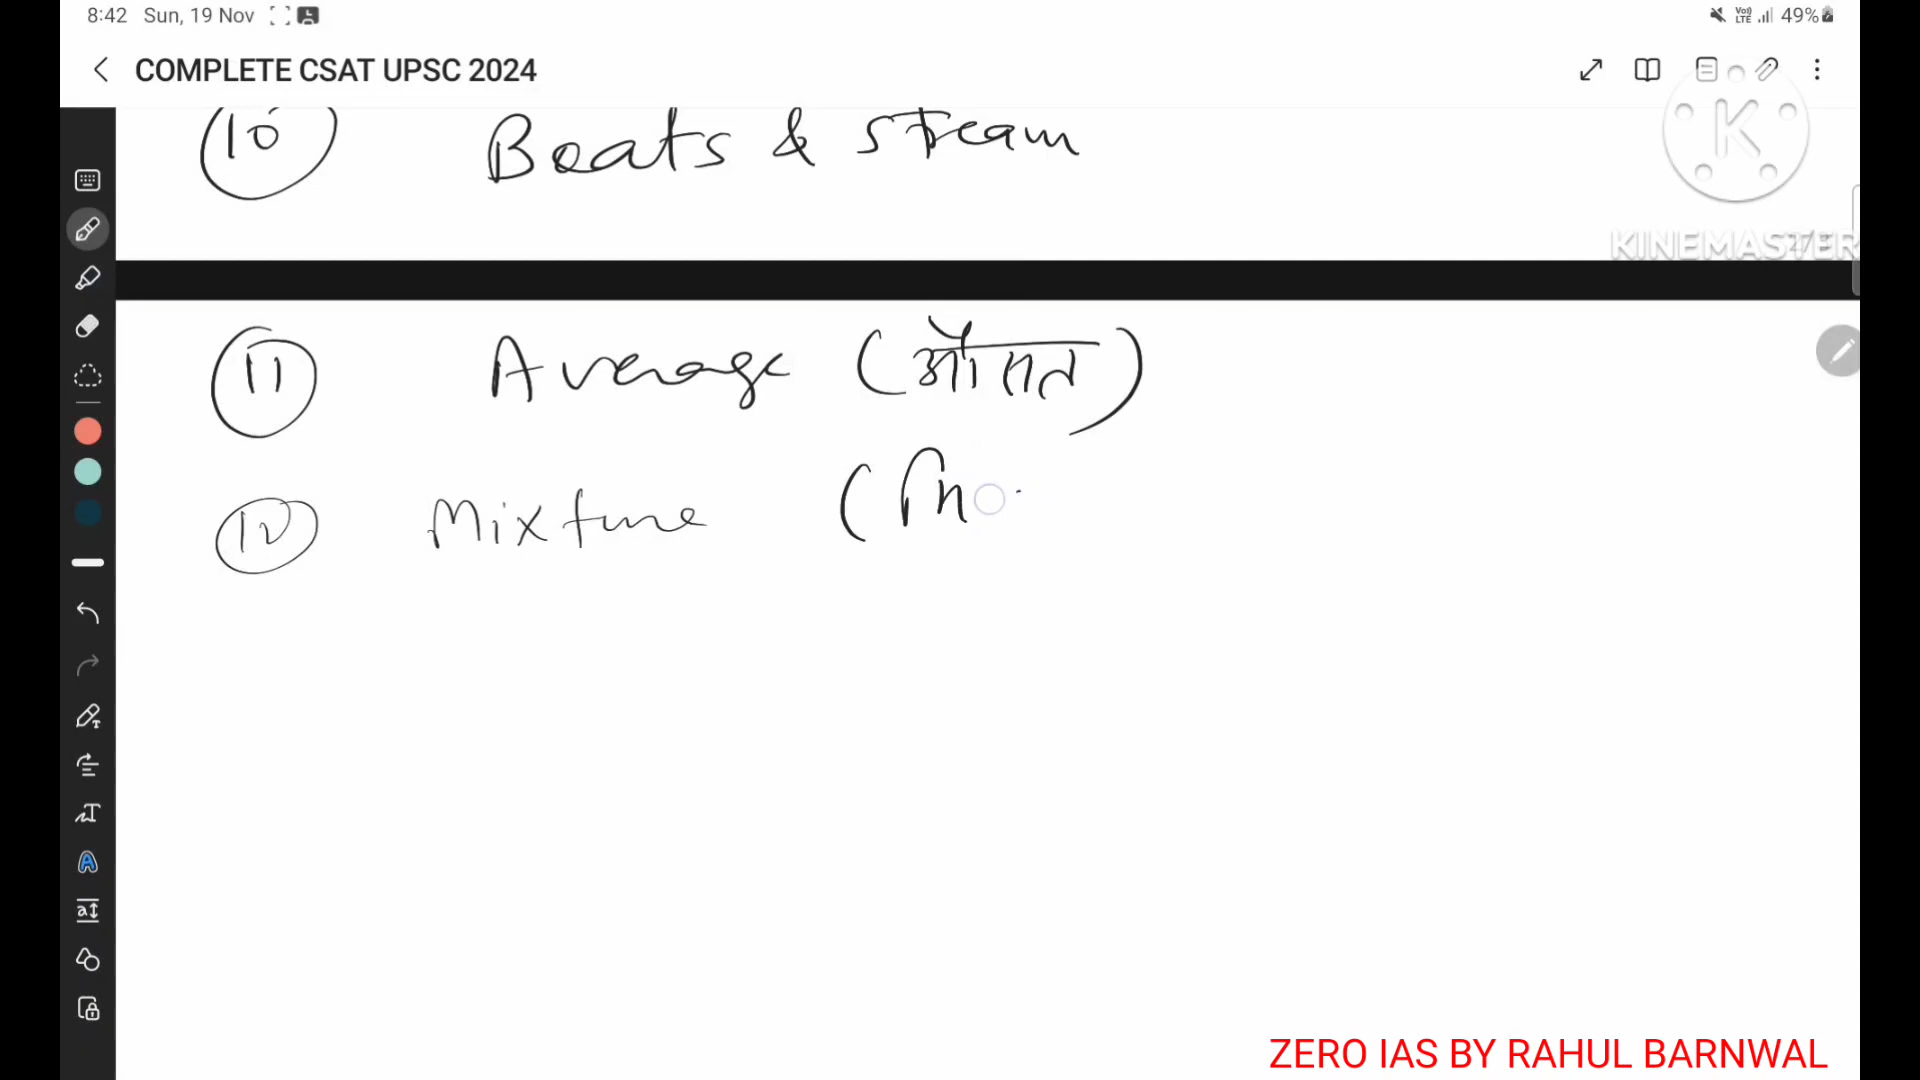 8:42 Sun, 19 Nov 49%
COMPLETE CSAT UPSC 2024
10 Boats & stream
KINEMASTER
11 Average (औसत)
12 Mixture (मि
ZERO IAS BY RAHUL BARNWAL